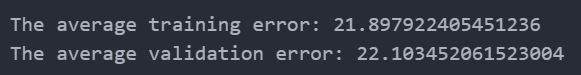 The average training error: 21.897922405451236
The average validation error: 22.103452061523004